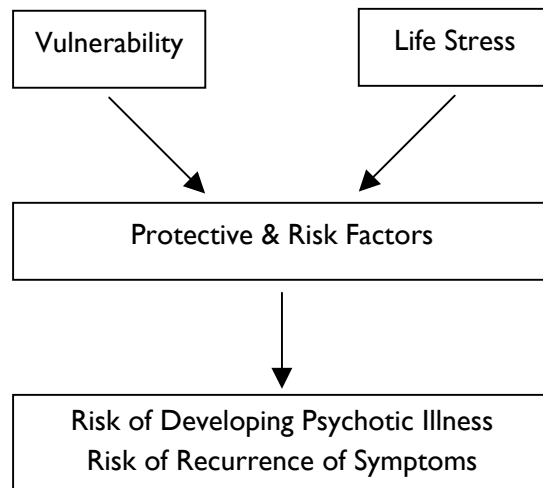 Vulnerability
Life Stress
Protective & Risk Factors
Risk of Developing Psychotic Illness
Risk of Recurrence of Symptoms